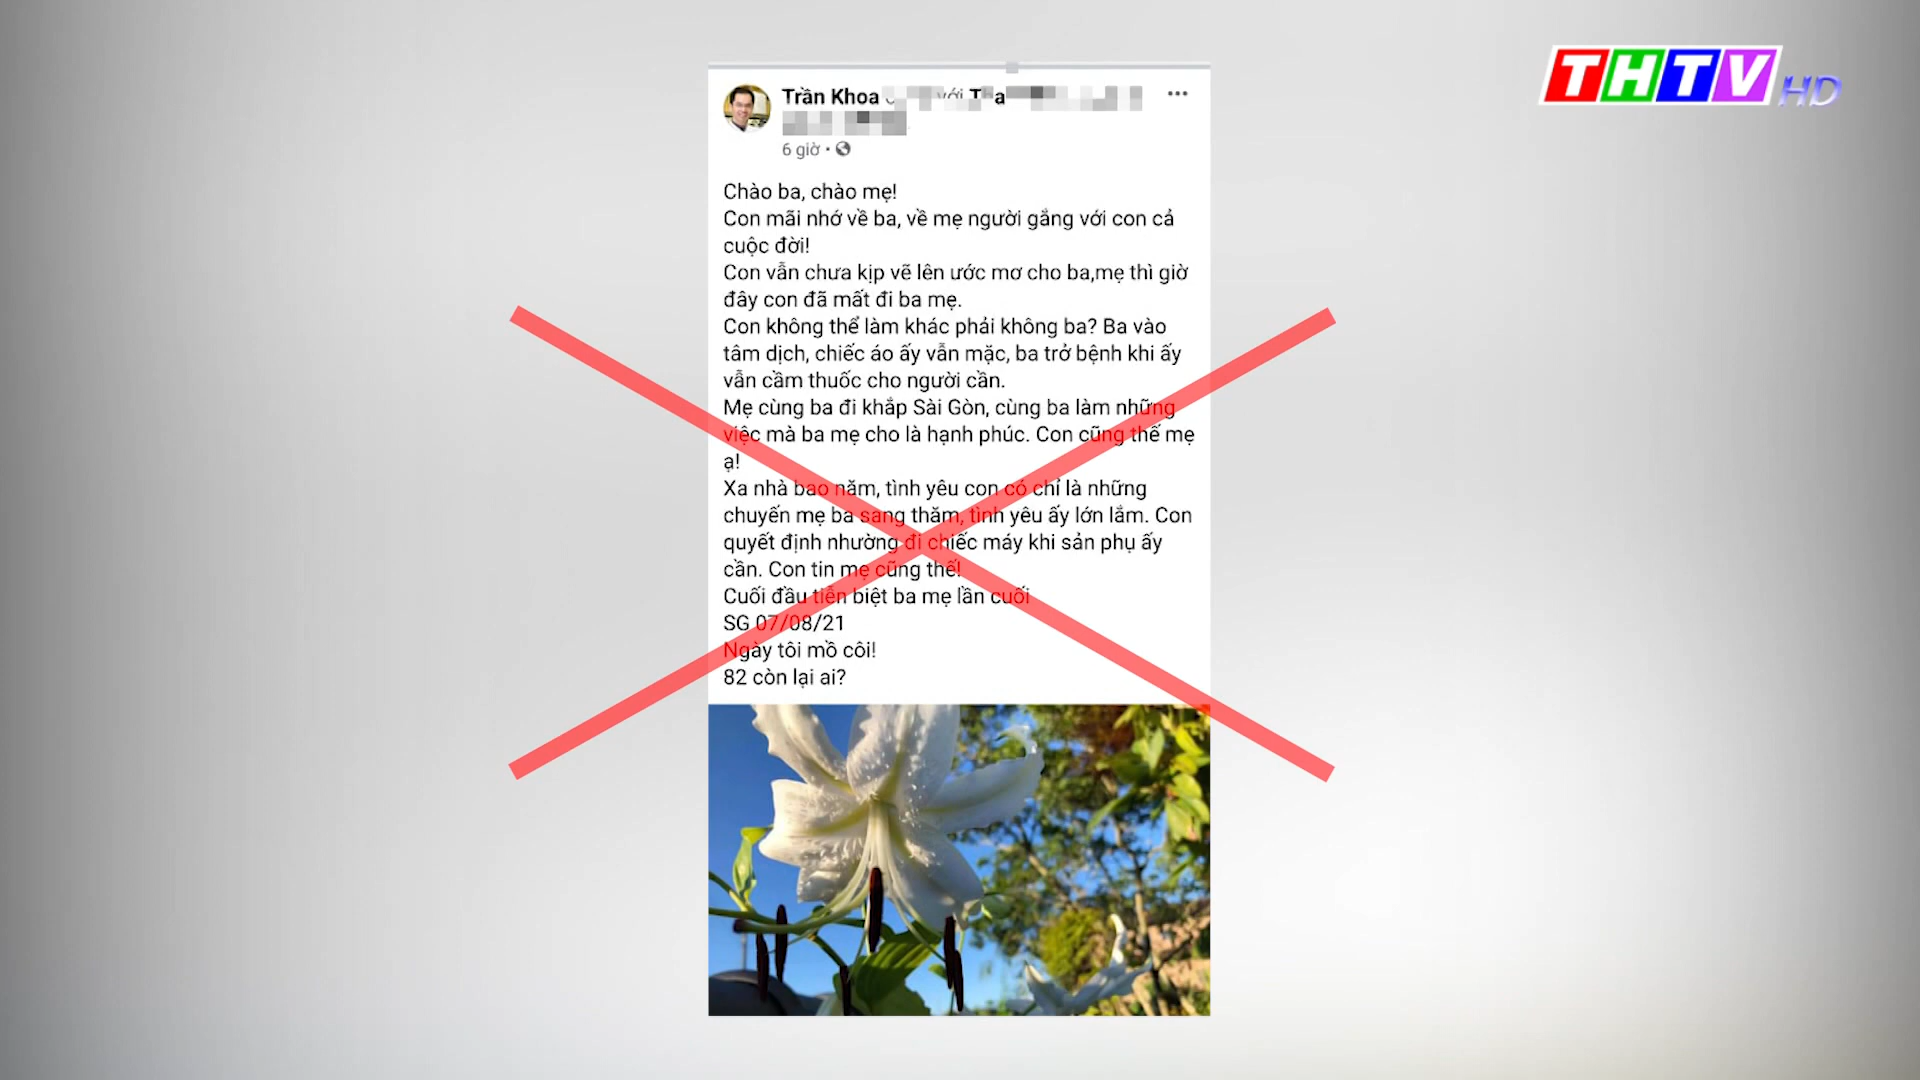 THTV HD
Trần Khoa với Tha
6 giờ
Chào ba, chào mẹ!
Con mãi nhớ về ba, về mẹ người gắng với con cả
cuộc đời!
Con vẫn chưa kịp vẽ lên ước mơ cho ba,mẹ thì giờ
đây con đã mất đi ba mẹ.
Con không thể làm khác phải không ba? Ba vào
tâm dịch, chiếc áo ấy vẫn mặc, ba trở bệnh khi ấy
vẫn cầm thuốc cho người cần.
Mẹ cùng ba đi khắp Sài Gòn, cùng ba làm những
việc mà ba mẹ cho là hạnh phúc. Con cũng thế mẹ
ạ!
Xa nhà bao năm, tình yêu con có chỉ là những
chuyến mẹ ba sang thăm, tình yêu ấy lớn lắm. Con
quyết định nhường đi chiếc máy khi sản phụ ấy
cần. Con tin mẹ cũng thế!
Cuối đầu tiễn biệt ba mẹ lần cuối
SG 07/08/21
Ngày tôi mồ côi!
82 còn lại ai?